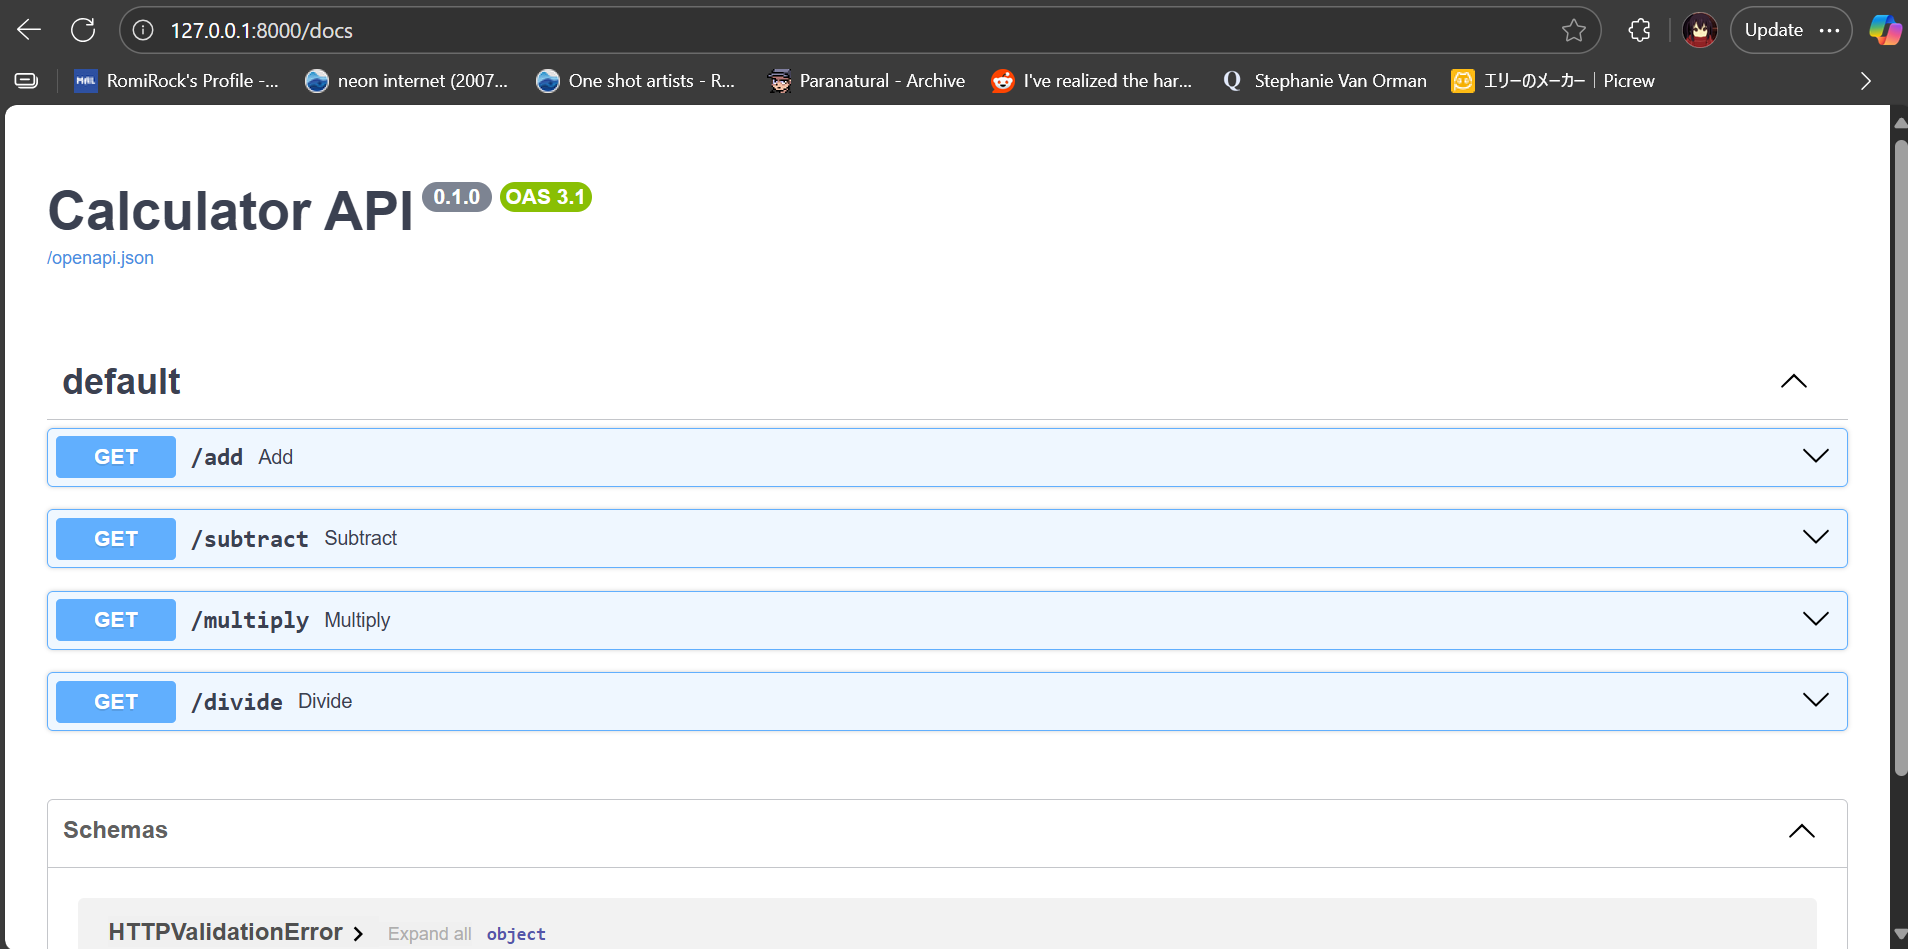 127.0.0.1:8000/docs
Update
MAL RomiRock's Profile -...
neon internet (2007...
One shot artists - R...
Paranatural - Archive
I've realized the har...
Q Stephanie Van Orman
エリーのメーカー | Picrew
Calculator API 0.1.0 OAS 3.1
/openapi.json
default
GET /add Add
GET /subtract Subtract
GET /multiply Multiply
GET /divide Divide
Schemas
HTTPValidationError Expand all object